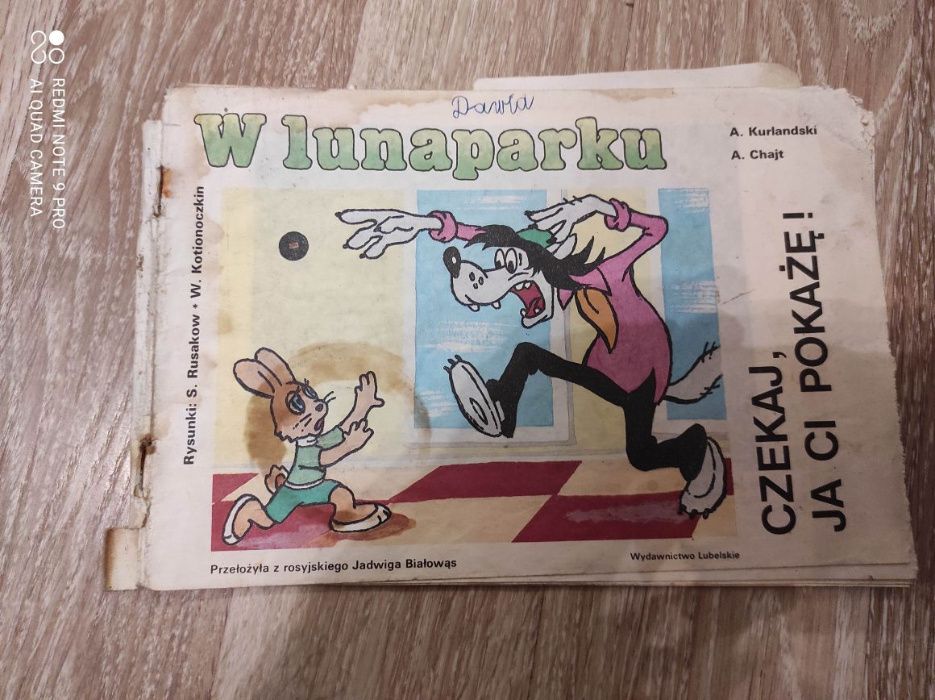 Dawid
W lunaparku
A. Kurlandski
A. Chajt
Rysunki: S. Rusakow • W. Kotionoczkin
CZEKAJ,
JA CI POKAŻĘ!
Przełożyła z rosyjskiego Jadwiga Białowąs
Wydawnictwo Lubelskie
REDMI NOTE 9 PRO
AI QUAD CAMERA